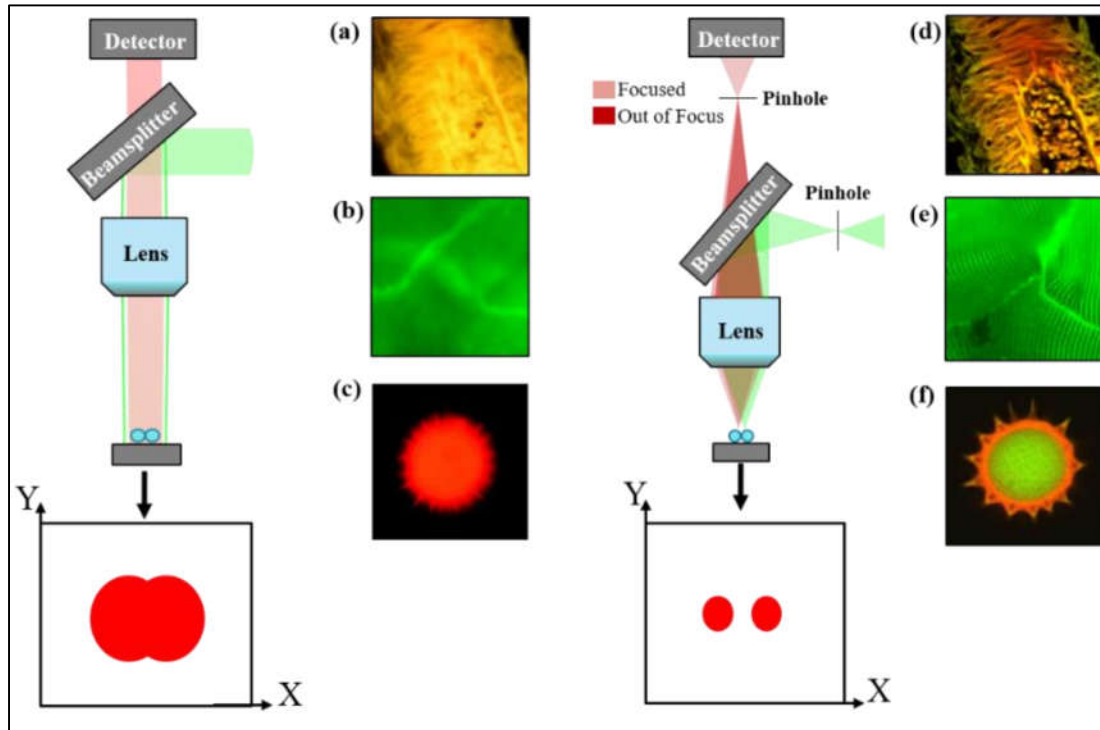 Detector
Beamsplitter
Lens
Y
X
(a)
(b)
(c)
Detector
Focused
Out of Focus
Pinhole
Pinhole
Beamsplitter
Lens
Y
X
(d)
(e)
(f)